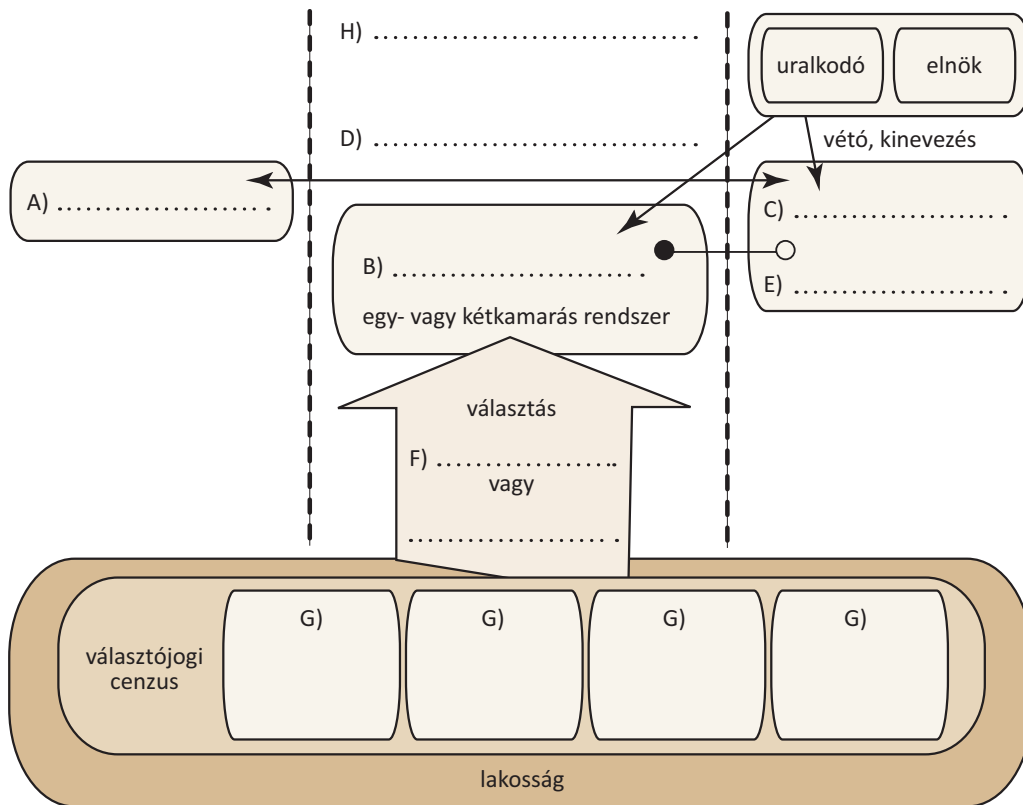 H) ........................................
uralkodó
elnök
D) ........................................
vétó, kinevezés
A) ...........................
C) ...........................
B) ................................
E) ...........................
egy- vagy kétkamarás rendszer
választás
F) .......................
vagy
...........................
G)
G)
G)
G)
választójogi
cenzus
lakosság